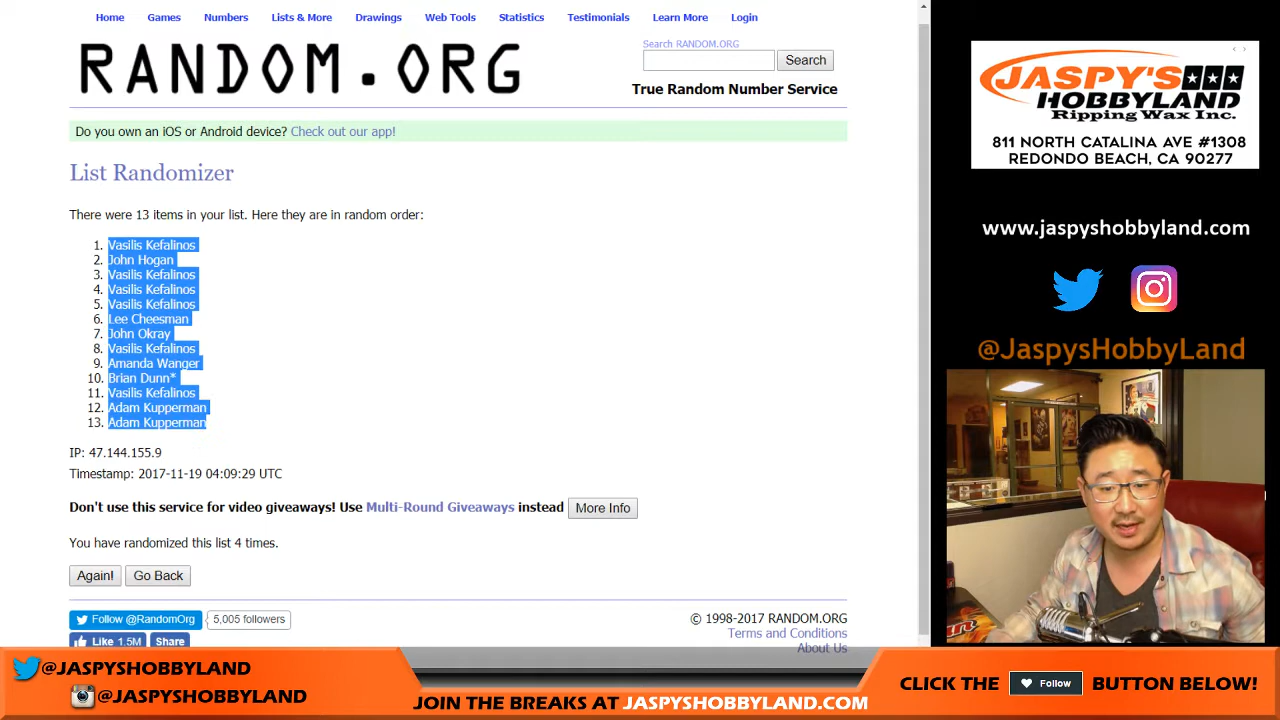 Home Games Numbers Lists & More Drawings Web Tools Statistics Testimonials Learn More Login
RANDOM.ORG
Search RANDOM.ORG
Search
True Random Number Service
Do you own an iOS or Android device? Check out our app!
List Randomizer
There were 13 items in your list. Here they are in random order:
1. Vasilis Kefalinos
2. John Hogan
3. Vasilis Kefalinos
4. Vasilis Kefalinos
5. Vasilis Kefalinos
6. Lee Cheesman
7. John Okray
8. Vasilis Kefalinos
9. Amanda Wanger
10. Brian Dunn*
11. Vasilis Kefalinos
12. Adam Kupperman
13. Adam Kupperman
IP: 47.144.155.9
Timestamp: 2017-11-19 04:09:29 UTC
Don't use this service for video giveaways! Use Multi-Round Giveaways instead More Info
You have randomized this list 4 times.
Again! Go Back
Follow @RandomOrg 5,005 followers
Like 1.5M Share
© 1998-2017 RANDOM.ORG
Terms and Conditions
About Us
JASPY'S
HOBBYLAND
Ripping Wax Inc.
811 NORTH CATALINA AVE #1308
REDONDO BEACH, CA 90277
www.jaspyshobbyland.com
@JaspysHobbyLand
@JASPYSHOBBYLAND
@JASPYSHOBBYLAND
JOIN THE BREAKS AT JASPYSHOBBYLAND.COM
CLICK THE Follow BUTTON BELOW!